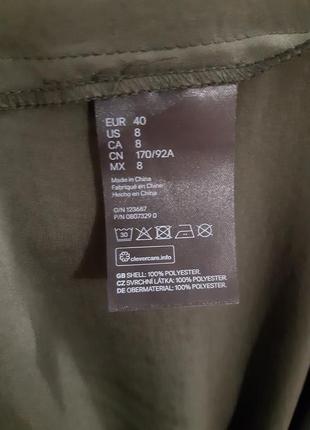 EUR 40
US 8
CA 8
CN 170/92A
MX 8
Made in China
Fabriqué en Chine
Hecho en China
O/N 123667
P/N 0807329 0
30
clevercare.info
GB SHELL: 100% POLYESTER.
CZ SVRCHNÍ LÁTKA: 100% POLYESTER.
DE OBERMATERIAL: 100% POLYESTER.